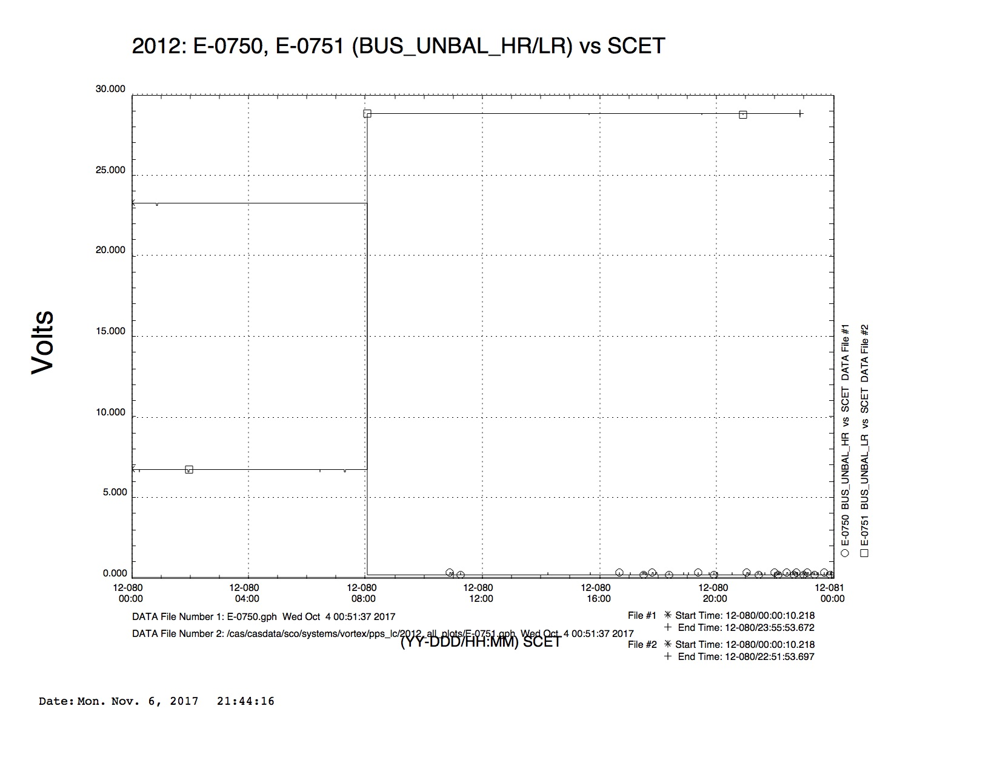 2012: E-0750, E-0751 (BUS_UNBAL_HR/LR) vs SCET
Volts
30.000
25.000
20.000
15.000
10.000
5.000
0.000
12-080 12-080 12-080 12-080 12-080 12-080 12-081
00:00 04:00 08:00 12:00 16:00 20:00 00:00
E-0750 BUS_UNBAL_HR vs SCET DATA File #1
E-0751 BUS_UNBAL_LR vs SCET DATA File #2
DATA File Number 1: E-0750.gph Wed Oct 4 00:51:37 2017
DATA File Number 2: /cas/casdata/sco/systems/vortex/pps_lc/2012_all_plots/E-0751.gph Wed Oct 4 00:51:37 2017
(YY-DDD/HH:MM) SCET
File #1 Start Time: 12-080/00:00:10.218
End Time: 12-080/23:55:53.672
File #2 Start Time: 12-080/00:00:10.218
End Time: 12-080/22:51:53.697
Date: Mon. Nov. 6, 2017 21:44:16